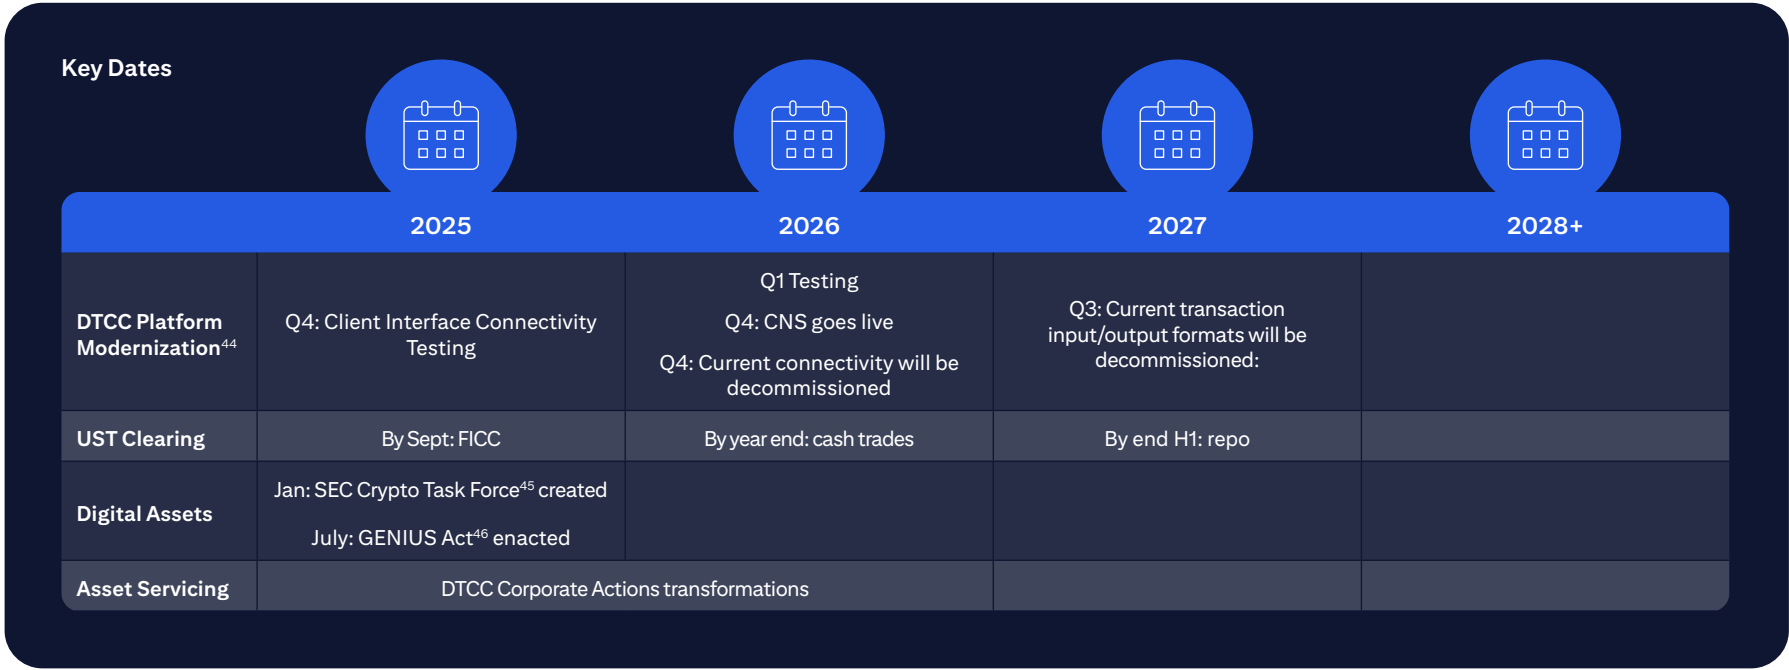 Key Dates
2025
2026
2027
2028+
DTCC Platform
Modernization44
Q4: Client Interface Connectivity
Testing
Q1 Testing
Q4: CNS goes live
Q4: Current connectivity will be
decommissioned
Q3: Current transaction
input/output formats will be
decommissioned:
UST Clearing
By Sept: FICC
By year end: cash trades
By end H1: repo
Digital Assets
Jan: SEC Crypto Task Force45 created
July: GENIUS Act46 enacted
Asset Servicing
DTCC Corporate Actions transformations